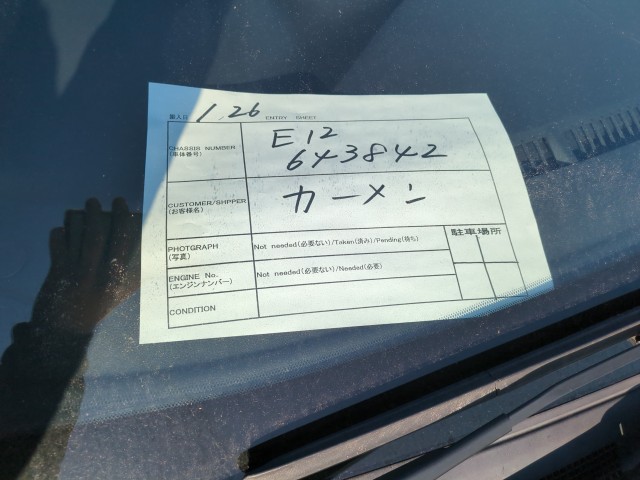 搬入日 1, 26 ENTRY SHEET
CHASSIS NUMBER
(車体番号)
E12
643842
CUSTOMER/SHPPER
(お客様名)
カーメン
PHOTGRAPH
(写真)
Not needed(必要ない)/Taken(済み)/Pending(待ち)
駐車場所
ENGINE No.
(エンジンナンバー)
Not needed(必要ない)/Needed(必要)
CONDITION